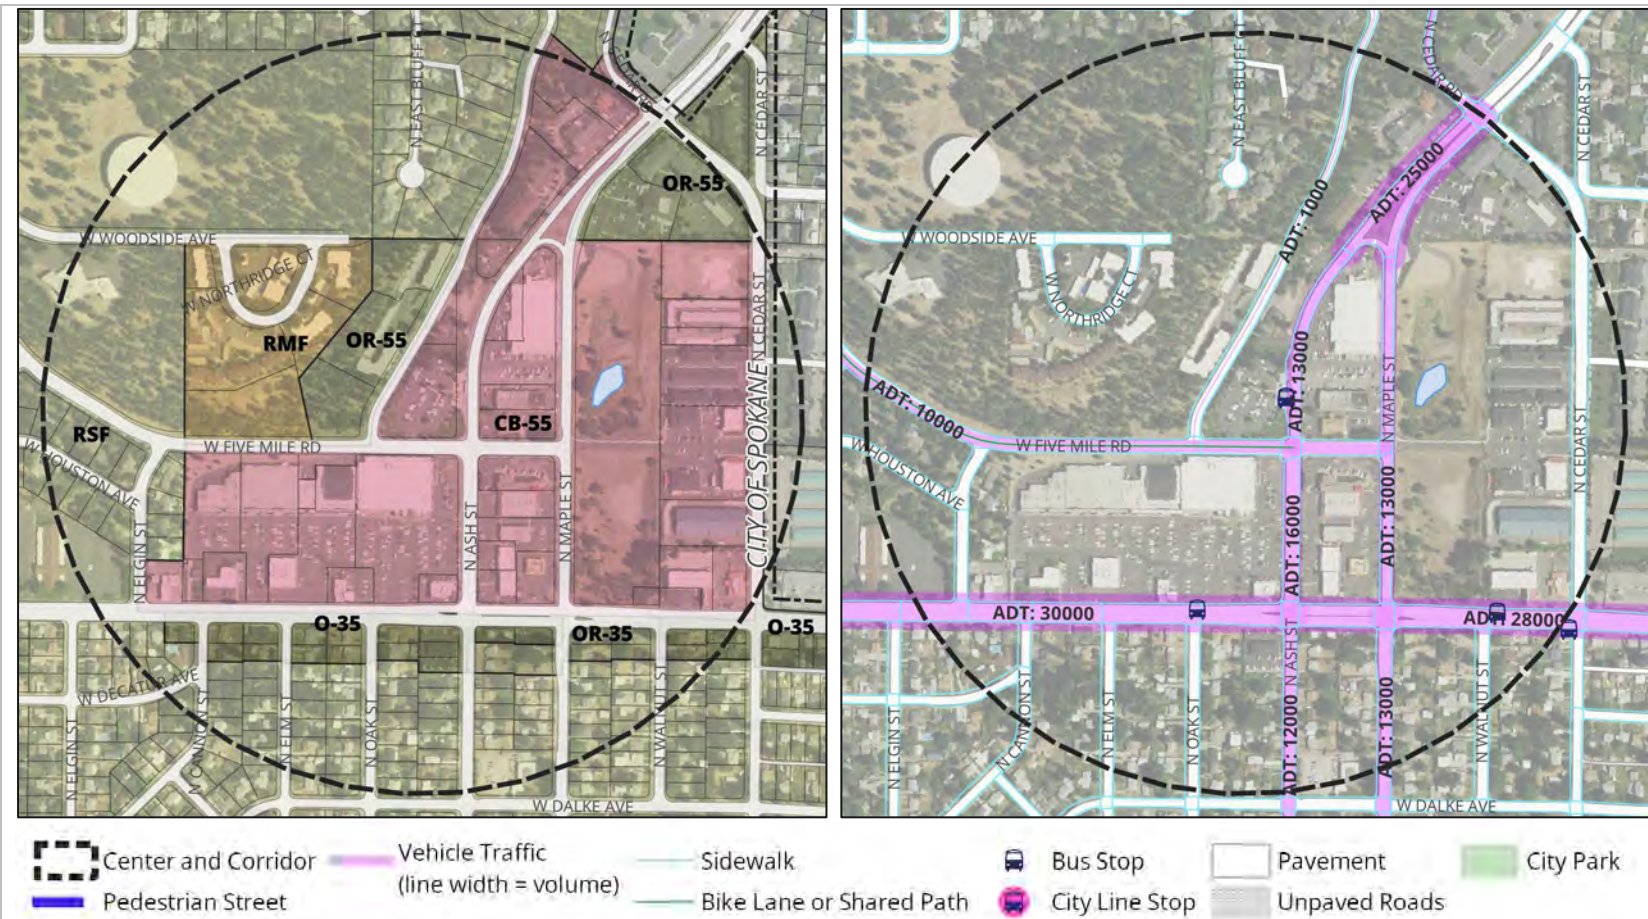 N CEDAR RD
N EAST BLUFF CT
N CEDAR ST
OR-55
W WOODSIDE AVE
W NORTHRIDGE CT
N CEDAR ST
RMF
OR-55
CITY OF SPOKANE
CB-55
RSF
W FIVE MILE RD
W HOUSTON AVE
N ELGIN ST
N ASH ST
N MAPLE ST
O-35
OR-35
O-35
W DECATUR AVE
N ELGIN ST
N CANNON ST
N ELM ST
N OAK ST
N WALNUT ST
W DALKE AVE
N CEDAR RD
N EAST BLUFF CT
N CEDAR ST
ADT: 25000
ADT: 1000
W WOODSIDE AVE
W NORTHRIDGE CT
ADT: 13000
N MAPLE ST
ADT: 10000
W FIVE MILE RD
W HOUSTON AVE
N CEDAR ST
ADT: 16000
ADT: 13000
ADT: 30000
ADT: 28000
N ASH ST
N ELGIN ST
N CANNON ST
N ELM ST
N OAK ST
ADT: 12000
ADT: 13000
N WALNUT ST
W DALKE AVE
Center and Corridor
Pedestrian Street
Vehicle Traffic
(line width = volume)
Sidewalk
Bike Lane or Shared Path
Bus Stop
City Line Stop
Pavement
Unpaved Roads
City Park